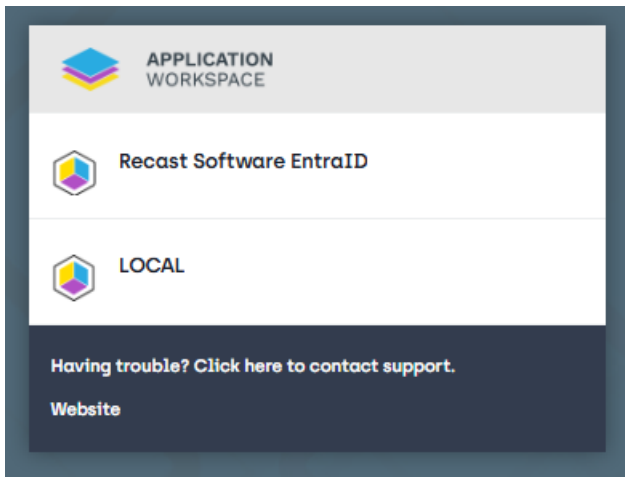 APPLICATION
WORKSPACE
Recast Software EntraID
LOCAL
Having trouble? Click here to contact support.
Website